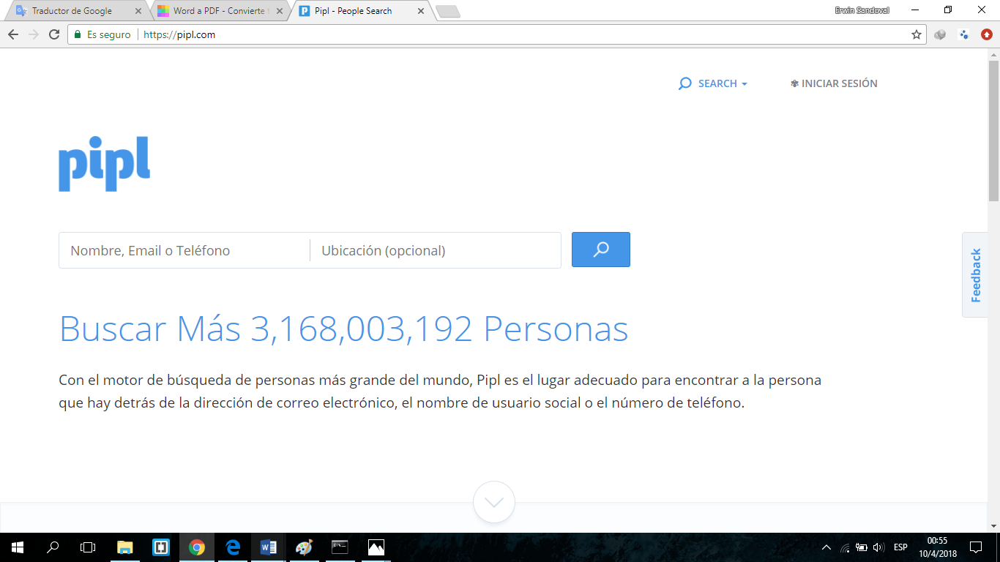 Traductor de Google
Word a PDF - Convierte
Pipl - People Search
Erwin Sandoval
Es seguro
https://pipl.com
SEARCH
INICIAR SESIÓN
pipl
Nombre, Email o Teléfono
Ubicación (opcional)
Feedback
Buscar Más 3,168,003,192 Personas
Con el motor de búsqueda de personas más grande del mundo, Pipl es el lugar adecuado para encontrar a la persona
que hay detrás de la dirección de correo electrónico, el nombre de usuario social o el número de teléfono.
ESP
00:55
10/4/2018